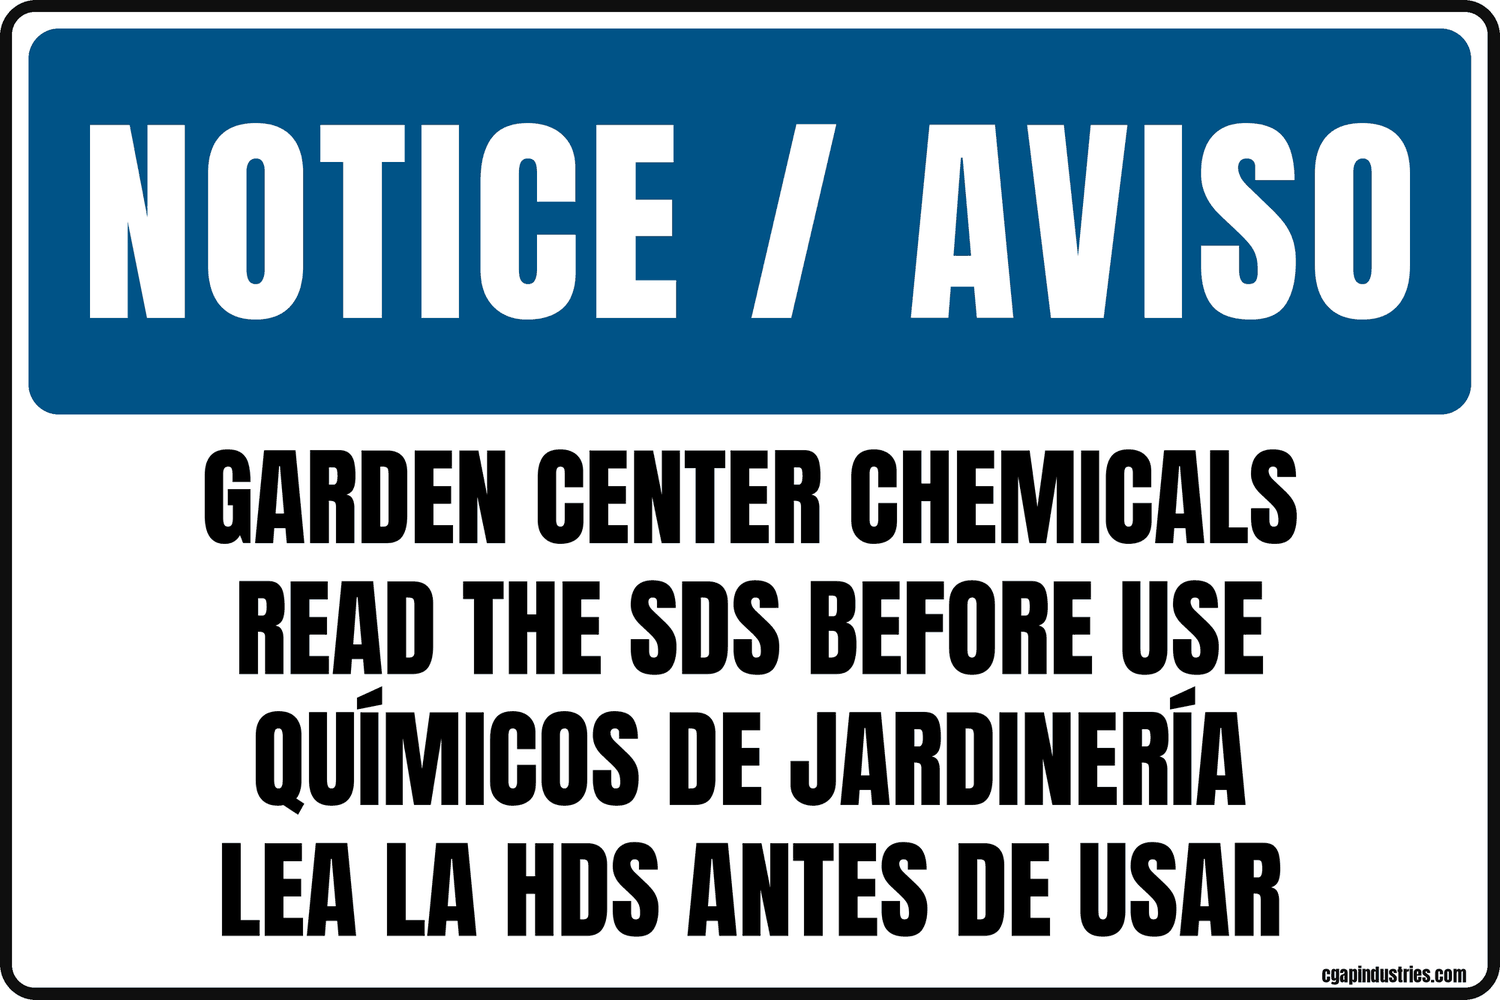 NOTICE / AVISO
GARDEN CENTER CHEMICALS
READ THE SDS BEFORE USE
QUÍMICOS DE JARDINERÍA
LEA LA HDS ANTES DE USAR
cgapindustries.com